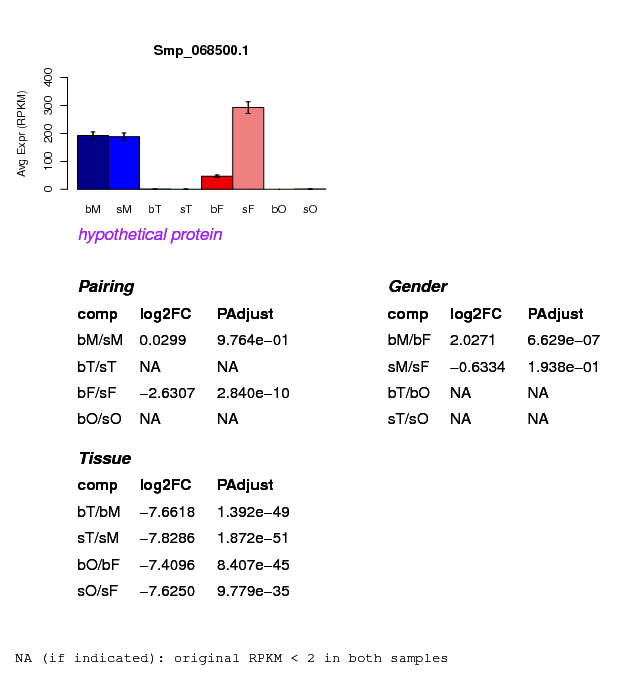 Smp_068500.1
Avg Expr (RPKM)
400
300
200
100
0
bM sM bT sT bF sF bO sO
hypothetical protein
Pairing
comp log2FC PAdjust
bM/sM 0.0299 9.764e−01
bT/sT NA NA
bF/sF −2.6307 2.840e−10
bO/sO NA NA
Gender
comp log2FC PAdjust
bM/bF 2.0271 6.629e−07
sM/sF −0.6334 1.938e−01
bT/bO NA NA
sT/sO NA NA
Tissue
comp log2FC PAdjust
bT/bM −7.6618 1.392e−49
sT/sM −7.8286 1.872e−51
bO/bF −7.4096 8.407e−45
sO/sF −7.6250 9.779e−35
NA (if indicated): original RPKM < 2 in both samples